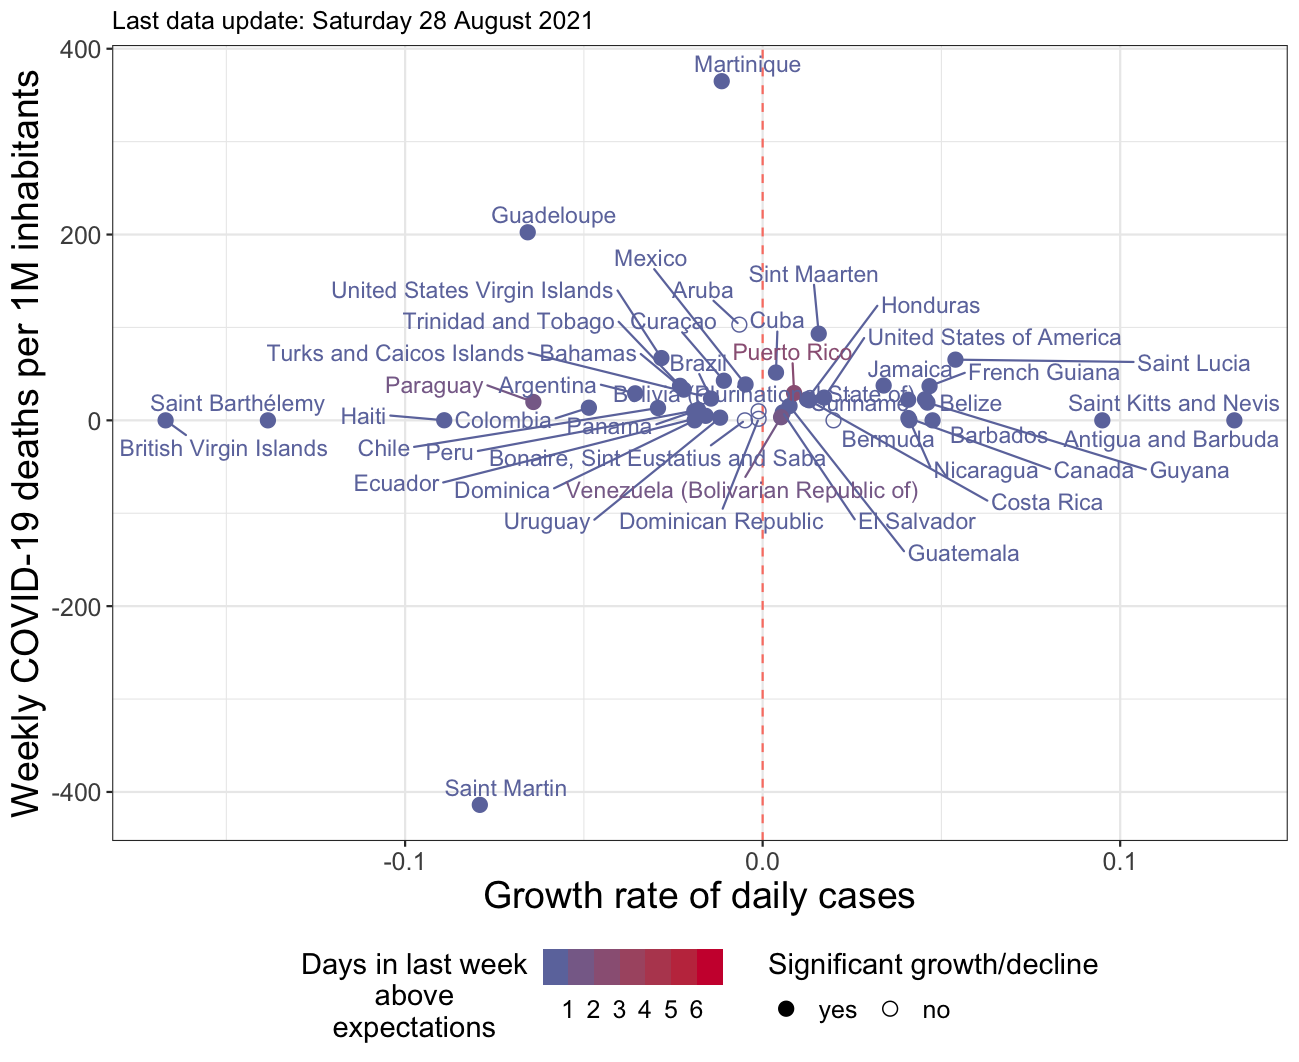 Last data update: Saturday 28 August 2021
Weekly COVID-19 deaths per 1M inhabitants
400
200
0
-200
-400
Martinique
Guadeloupe
Mexico
Sint Maarten
United States Virgin Islands
Aruba
Honduras
Trinidad and Tobago
Curaçao
Cuba
United States of America
Turks and Caicos Islands
Bahamas
Brazil
Puerto Rico
Saint Lucia
Jamaica
French Guiana
Paraguay
Argentina
Bolivia (Plurinational State of)
Saint Barthélemy
Suriname
Belize
Saint Kitts and Nevis
Haiti
Colombia
Panama
British Virgin Islands
Chile
Peru
Bonaire, Sint Eustatius and Saba
Bermuda
Barbados
Antigua and Barbuda
Nicaragua
Canada
Guyana
Ecuador
Dominica
Venezuela (Bolivarian Republic of)
Costa Rica
Uruguay
Dominican Republic
El Salvador
Guatemala
Saint Martin
-0.1
0.0
0.1
Growth rate of daily cases
Days in last week
above
expectations
1 2 3 4 5 6
Significant growth/decline
yes
no